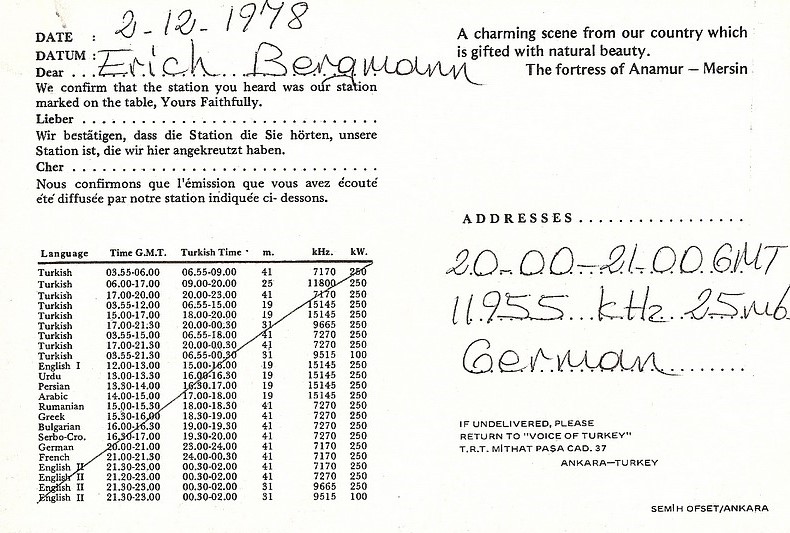 DATE : 2-12-1978
DATUM :
Dear ... Erich Bergmann
We confirm that the station you heard was our station
marked on the table, Yours Faithfully.
Lieber ..............................
Wir bestätigen, dass die Station die Sie hörten, unsere
Station ist, die wir hier angekreuzt haben.
Cher ..............................
Nous confirmons que l'émission que vous avez écouté
été diffusée par notre station indiquée ci- dessons.
Language Time G.M.T. Turkish Time m. kHz. kW.
Turkish 03.55-06.00 06.55-09.00 41 7170 250
Turkish 06.00-17.00 09.00-20.00 25 11800 250
Turkish 17.00-20.00 20.00-23.00 41 7170 250
Turkish 03.55-12.00 06.55-15.00 19 15145 250
Turkish 15.00-17.00 18.00-20.00 19 15145 250
Turkish 17.00-21.30 20.00-00.30 31 9665 250
Turkish 03.55-15.00 06.55-18.00 41 7270 250
Turkish 17.00-21.30 20.00-00.30 41 7270 250
Turkish 03.55-21.30 06.55-00.30 31 9515 100
English I 12.00-13.00 15.00-16.00 19 15145 250
Urdu 13.00-13.30 16.00-16.30 19 15145 250
Persian 13.30-14.00 16.30.17.00 19 15145 250
Arabic 14.00-15.00 17.00-18.00 19 15145 250
Rumanian 15.00-15.30 18.00-18.30 41 7270 250
Greek 15.30-16.00 18.30-19.00 41 7270 250
Bulgarian 16.00-16.30 19.00-19.30 41 7270 250
Serbo-Cro. 16.30-17.00 19.30-20.00 41 7270 250
German 20.00-21.00 23.00-24.00 41 7170 250
French 21.00-21.30 24.00-00.30 41 7170 250
English II 21.30-23.00 00.30-02.00 41 7170 250
English II 21.20-23.00 00.30-02.00 41 7270 250
English II 21.30-23.00 00.30-02.00 31 9665 250
English II 21.30-23.00 00.30-02.00 31 9515 100
A charming scene from our country which
is gifted with natural beauty.
The fortress of Anamur – Mersin
ADDRESSES .................
20.00-21.00 GMT
11.955 kHz 25 m
German
IF UNDELIVERED, PLEASE
RETURN TO "VOICE OF TURKEY"
T.R.T. MİTHAT PAŞA CAD. 37
ANKARA—TURKEY
SEMİH OFSET/ANKARA